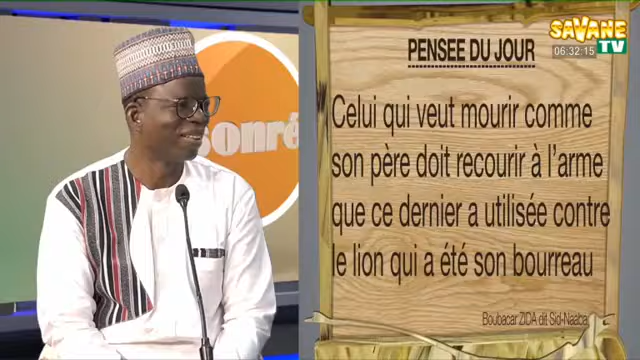 SAVANE
TV
06:32:15
PENSEE DU JOUR
Celui qui veut mourir comme
son père doit recourir à l'arme
que ce dernier a utilisée contre
le lion qui a été son bourreau
Boubacar ZIDA dit Sid-Naaba
sonré